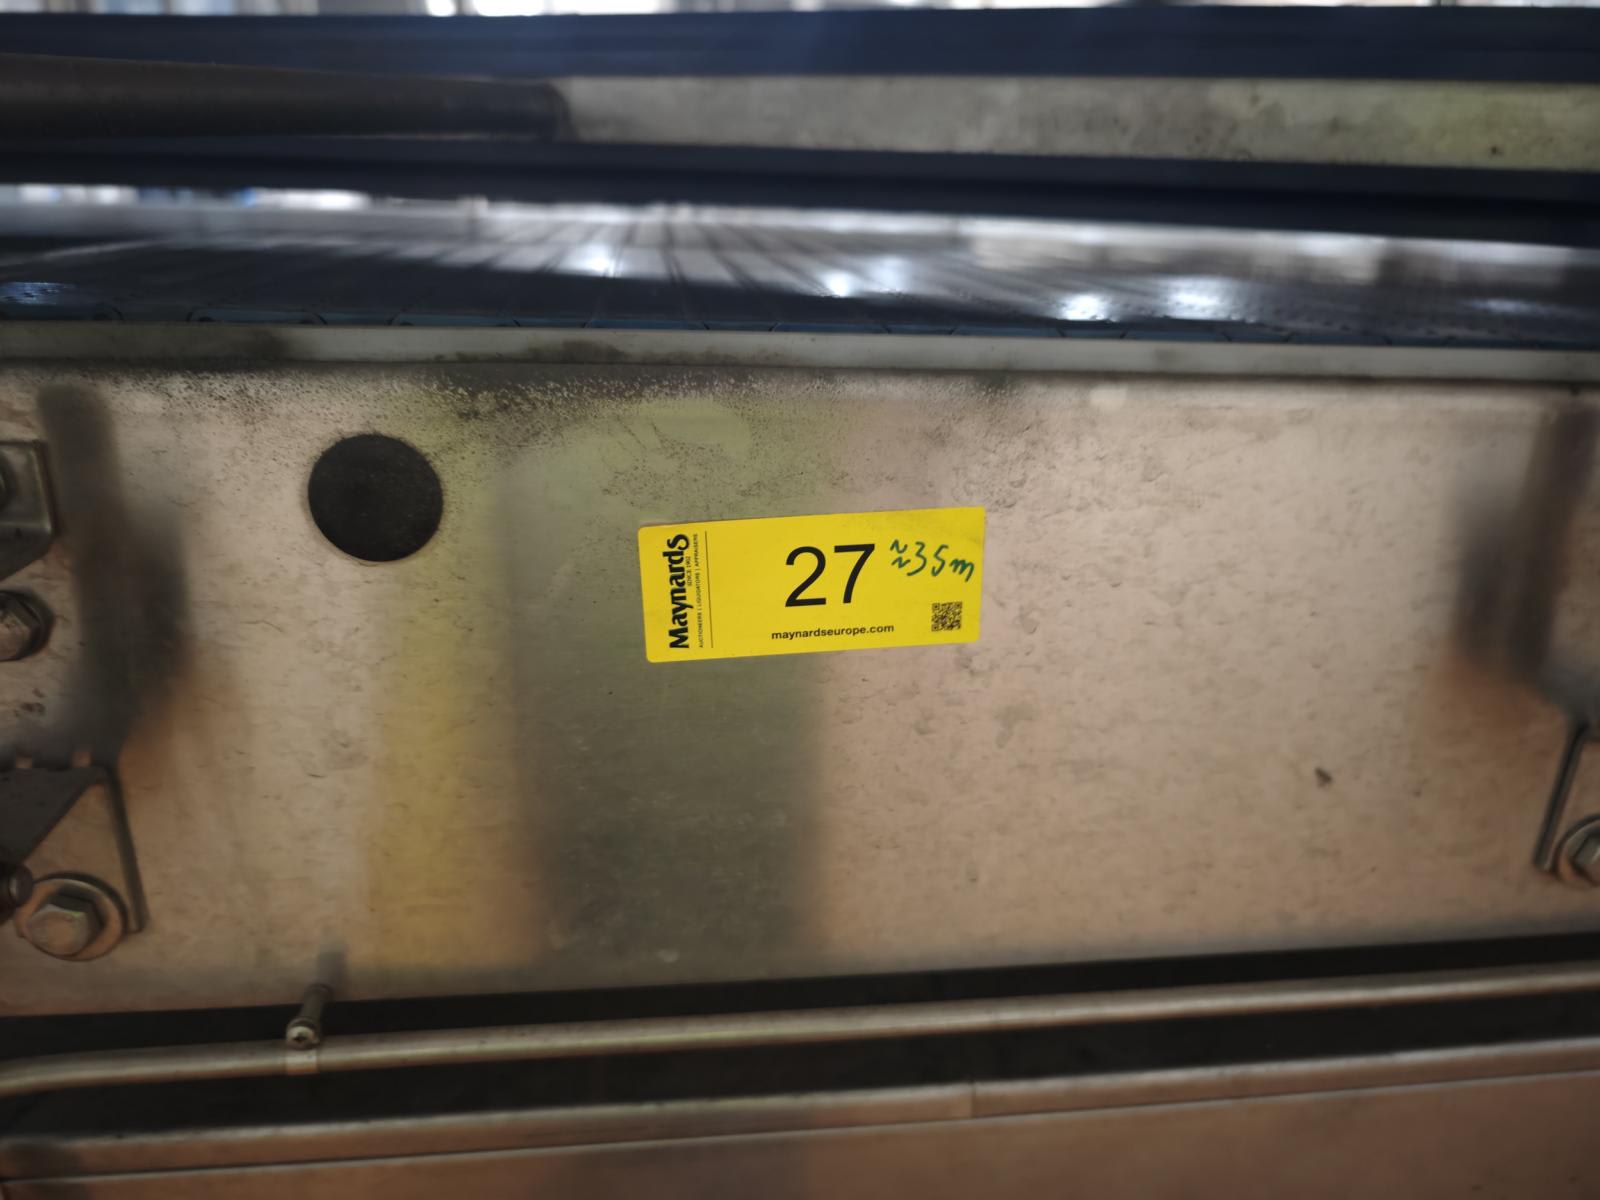 Maynards
SINCE 1902
AUCTIONEERS | LIQUIDATORS | APPRAISERS
27
≈35m
maynardseurope.com